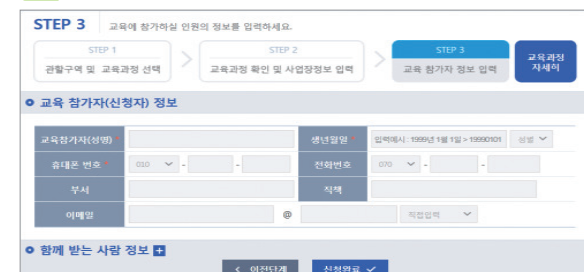 STEP 3 교육에 참가하실 인원의 정보를 입력하세요.
STEP 1
관할구역 및 교육과정 선택
STEP 2
교육과정 확인 및 사업장정보 입력
STEP 3
교육 참가자 정보 입력
교육과정
자세히
교육 참가자(신청자) 정보
교육참가자(성명) * 생년월일 * 입력예시 : 1999년 1월 1일 > 19990101 성별
휴대폰 번호 * 010 - - 전화번호 070 - -
부서 직책
이메일 @ 직접입력
함께 받는 사람 정보 +
< 이전단계 신청완료 ✓